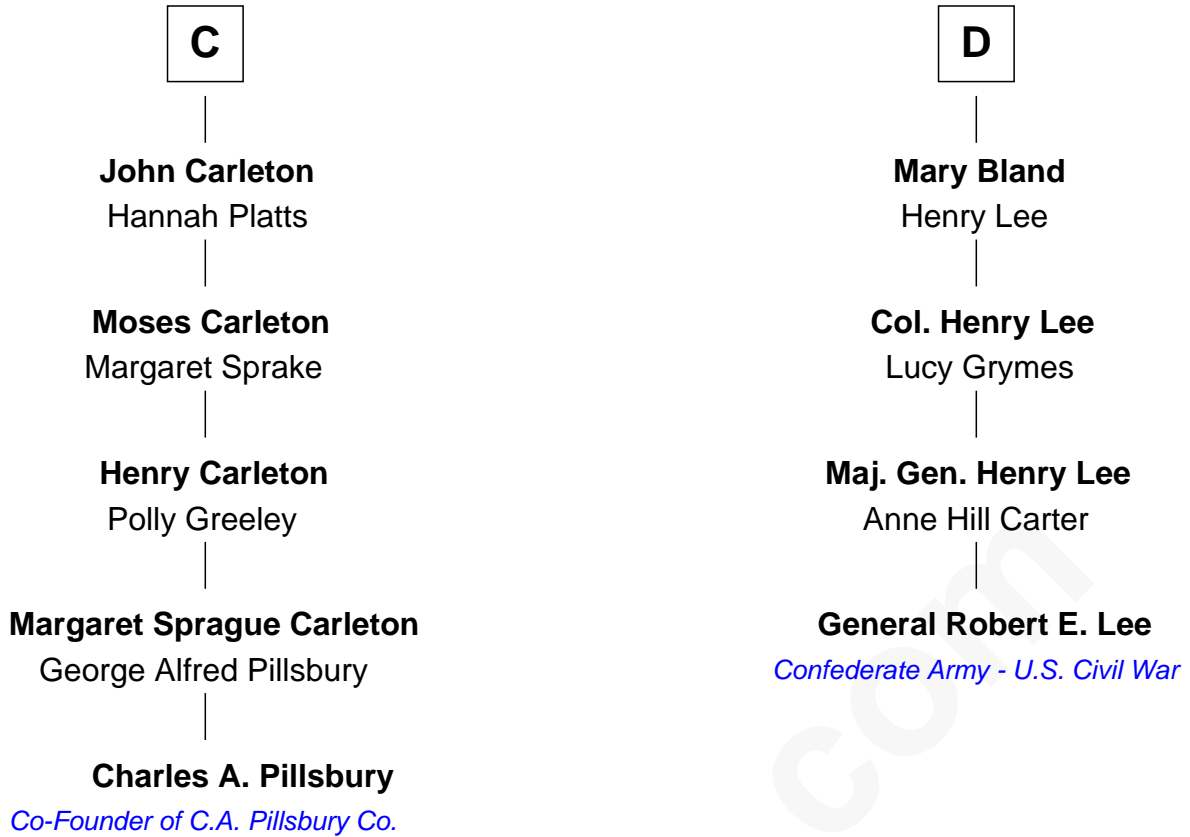 C
John Carleton
Hannah Platts
Moses Carleton
Margaret Sprake
Henry Carleton
Polly Greeley
Margaret Sprague Carleton
George Alfred Pillsbury
Charles A. Pillsbury
Co-Founder of C.A. Pillsbury Co.
D
Mary Bland
Henry Lee
Col. Henry Lee
Lucy Grymes
Maj. Gen. Henry Lee
Anne Hill Carter
General Robert E. Lee
Confederate Army - U.S. Civil War
com